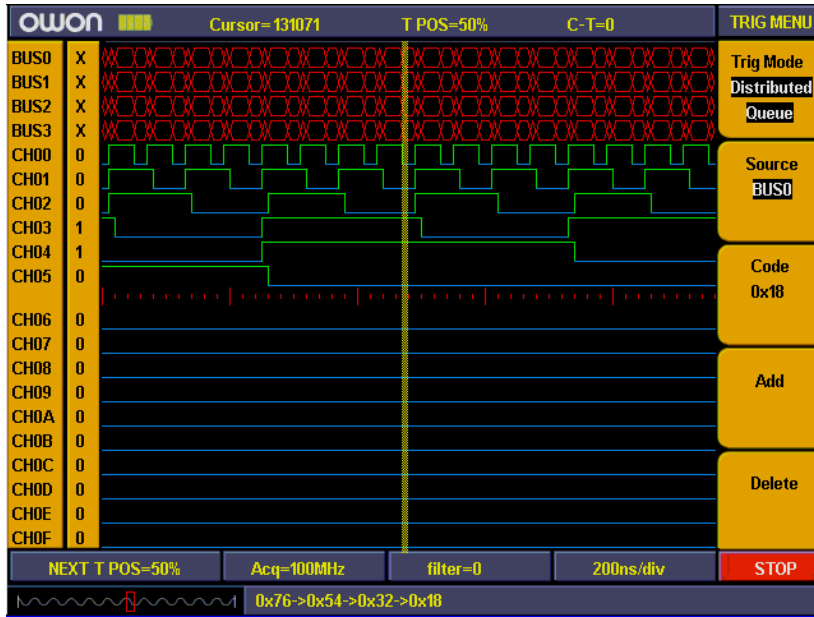 OWON Cursor=131071 T POS=50% C-T=0 TRIG MENU
BUS0 X
BUS1 X
BUS2 X
BUS3 X
CH00 0
CH01 0
CH02 0
CH03 1
CH04 1
CH05 0
CH06 0
CH07 0
CH08 0
CH09 0
CH0A 0
CH0B 0
CH0C 0
CH0D 0
CH0E 0
CH0F 0
Trig Mode
Distributed
Queue
Source
BUS0
Code
0x18
Add
Delete
NEXT T POS=50% Acq=100MHz filter=0 200ns/div STOP
0x76->0x54->0x32->0x18